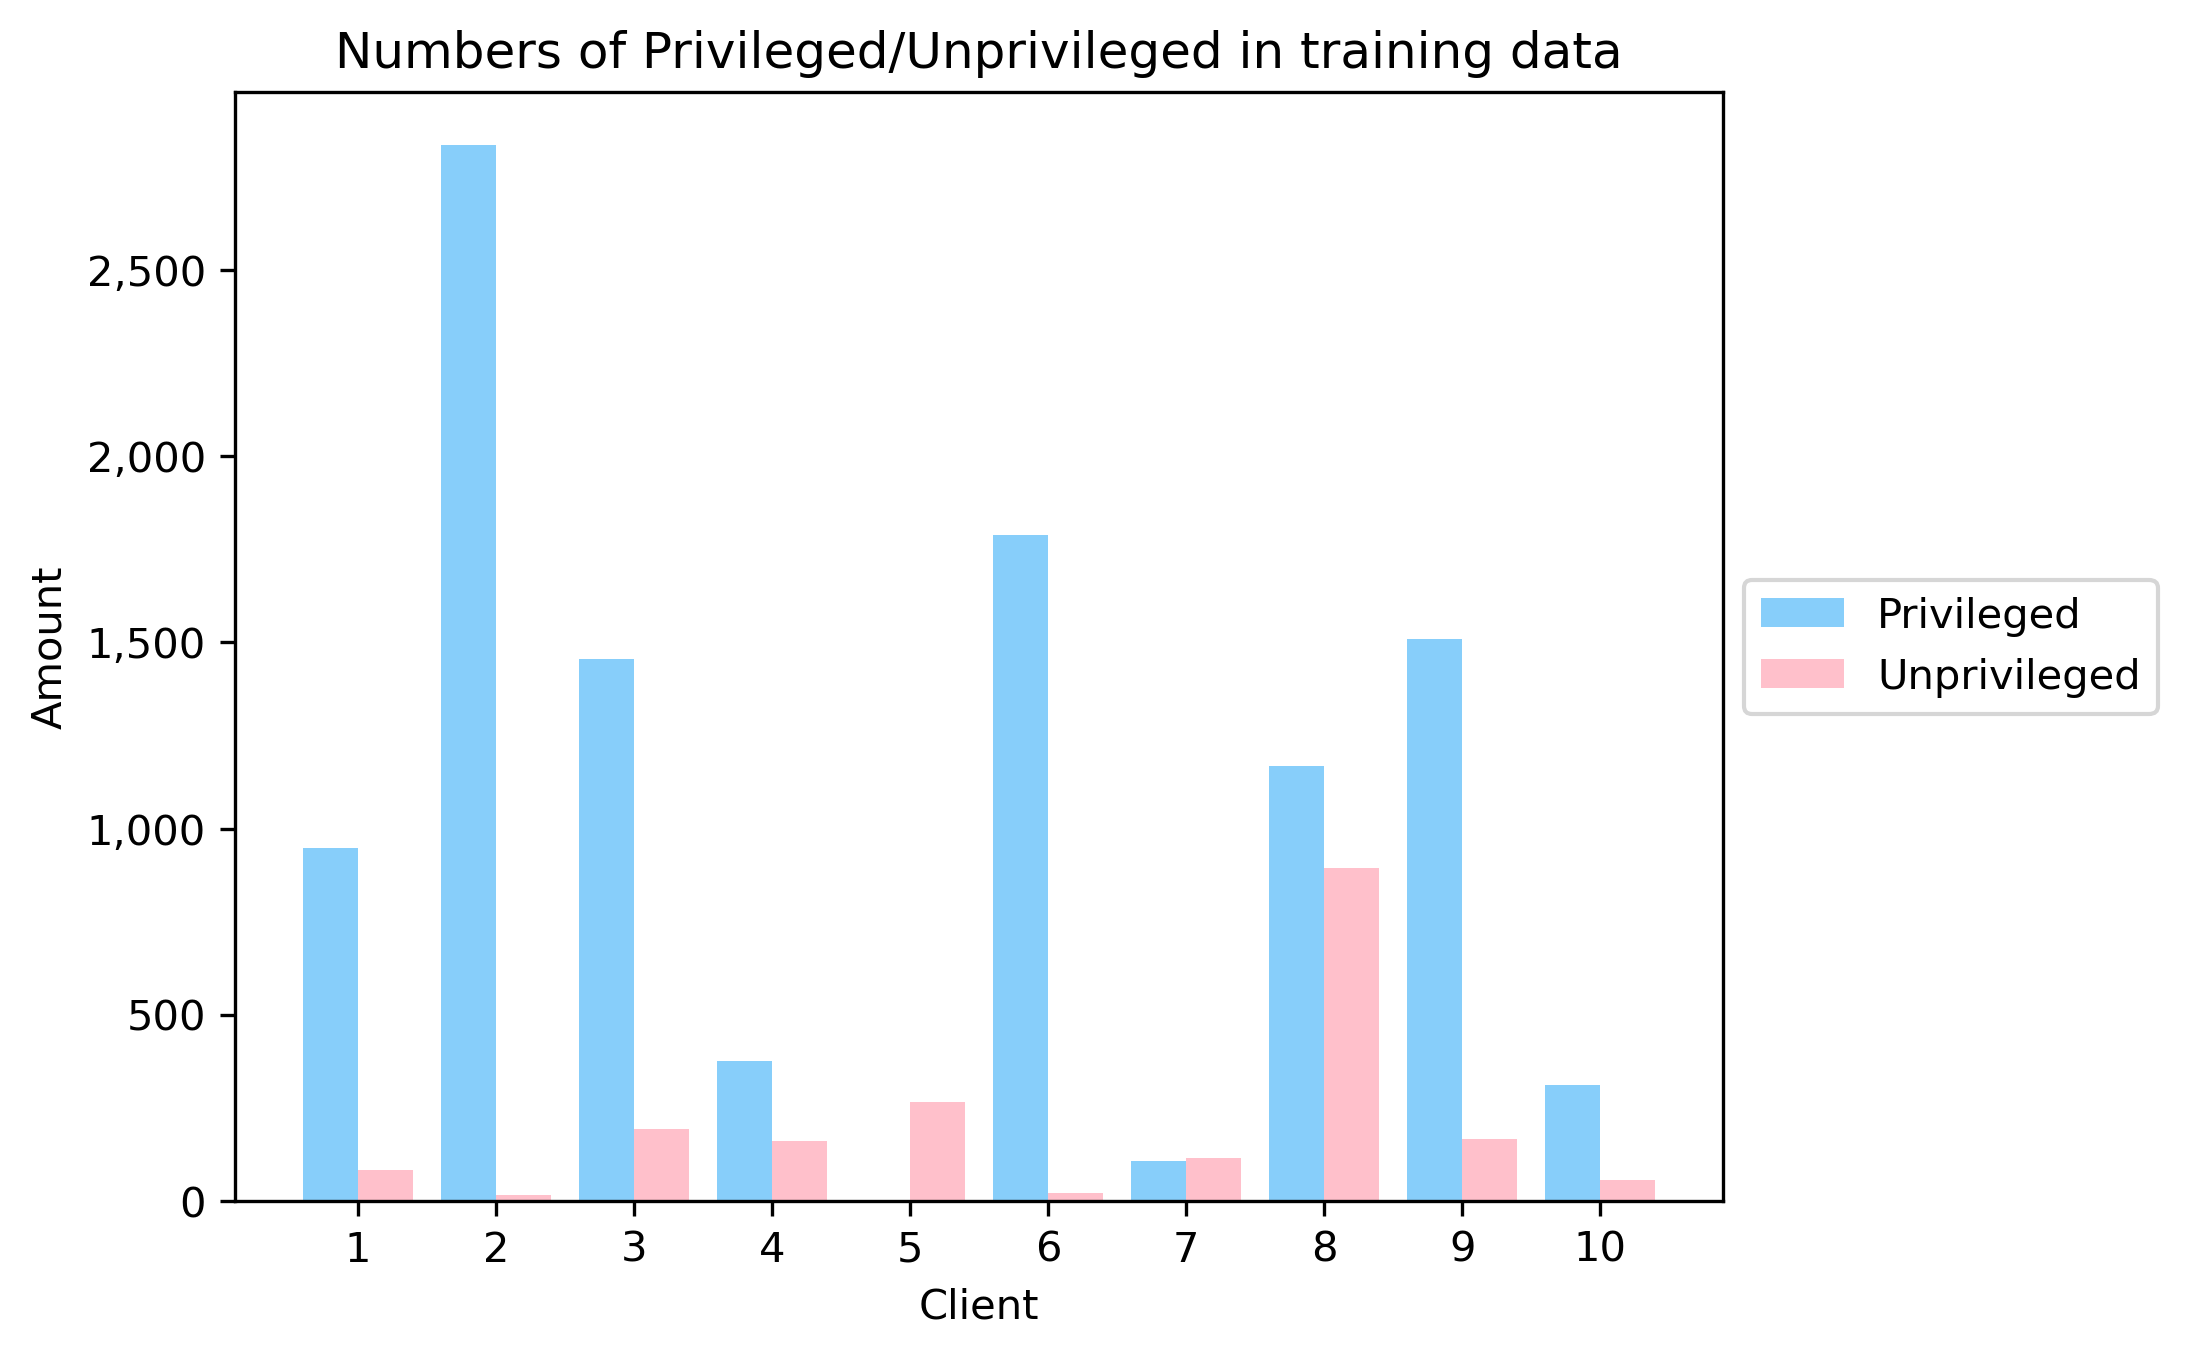 Numbers of Privileged/Unprivileged in training data
2,500
2,000
1,500
1,000
500
0
Amount
1 2 3 4 5 6 7 8 9 10
Client
Privileged
Unprivileged